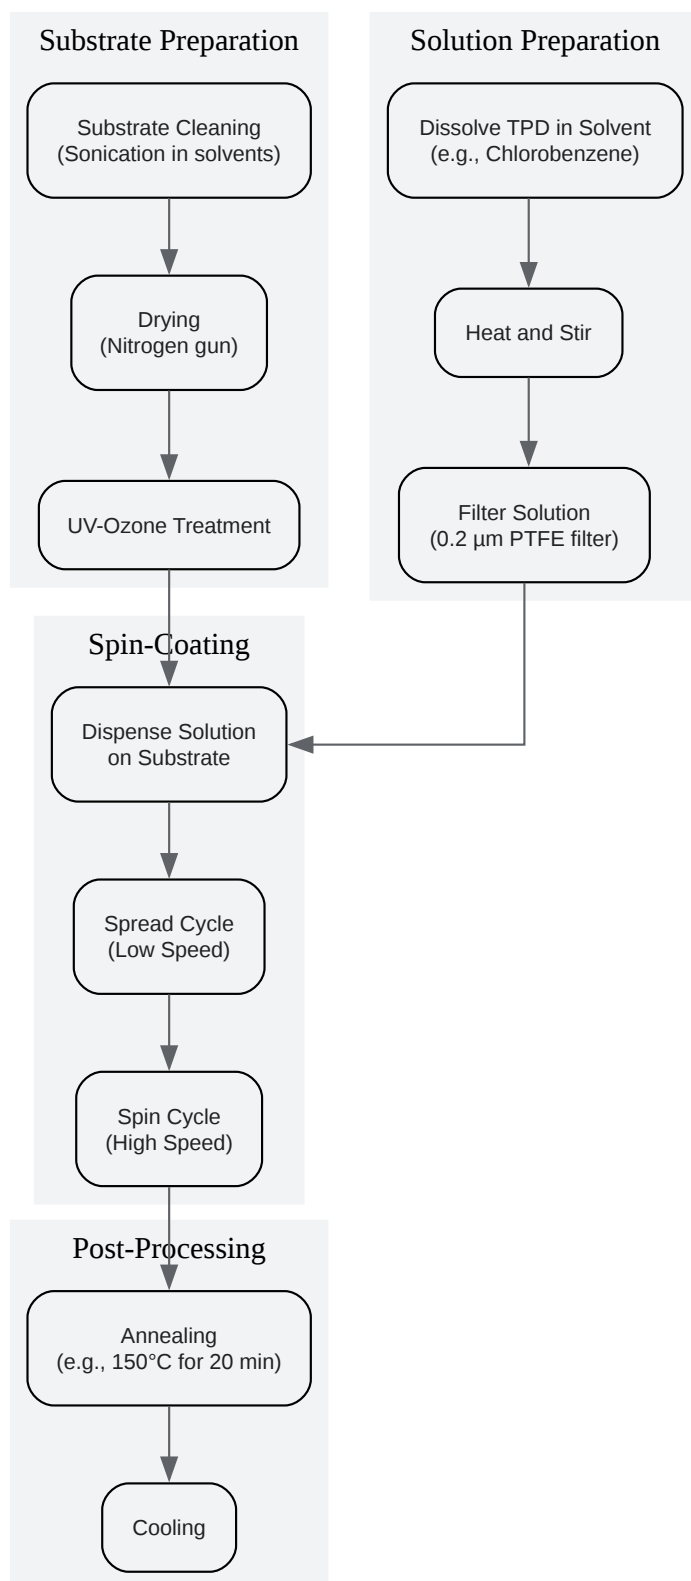 Substrate Preparation
Substrate Cleaning
(Sonication in solvents)
Drying
(Nitrogen gun)
UV-Ozone Treatment
Solution Preparation
Dissolve TPD in Solvent
(e.g., Chlorobenzene)
Heat and Stir
Filter Solution
(0.2 µm PTFE filter)
Spin-Coating
Dispense Solution
on Substrate
Spread Cycle
(Low Speed)
Spin Cycle
(High Speed)
Post-Processing
Annealing
(e.g., 150°C for 20 min)
Cooling